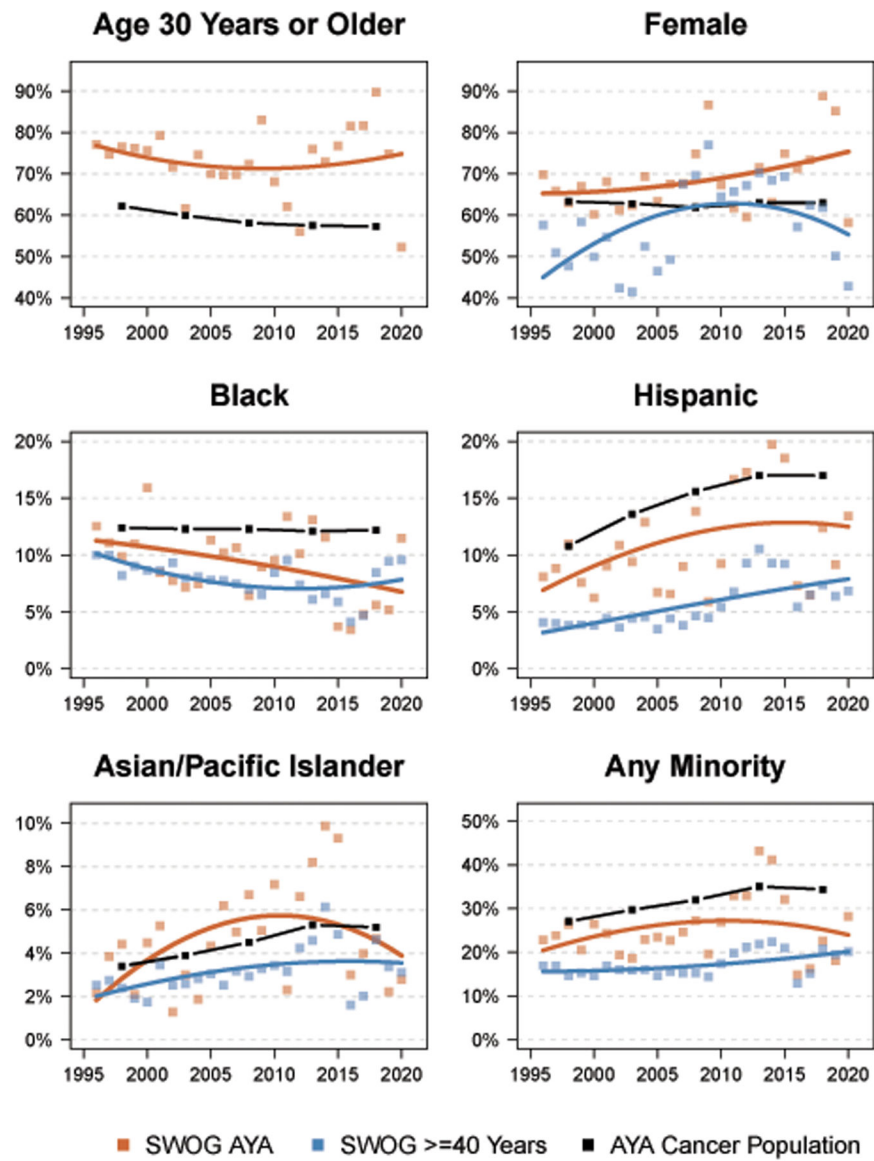 Age 30 Years or Older
90%
80%
70%
60%
50%
40%
1995 2000 2005 2010 2015 2020
Female
90%
80%
70%
60%
50%
40%
1995 2000 2005 2010 2015 2020
Black
20%
15%
10%
5%
0%
1995 2000 2005 2010 2015 2020
Hispanic
20%
15%
10%
5%
0%
1995 2000 2005 2010 2015 2020
Asian/Pacific Islander
10%
8%
6%
4%
2%
0%
1995 2000 2005 2010 2015 2020
Any Minority
50%
40%
30%
20%
10%
0%
1995 2000 2005 2010 2015 2020
SWOG AYA SWOG >=40 Years AYA Cancer Population